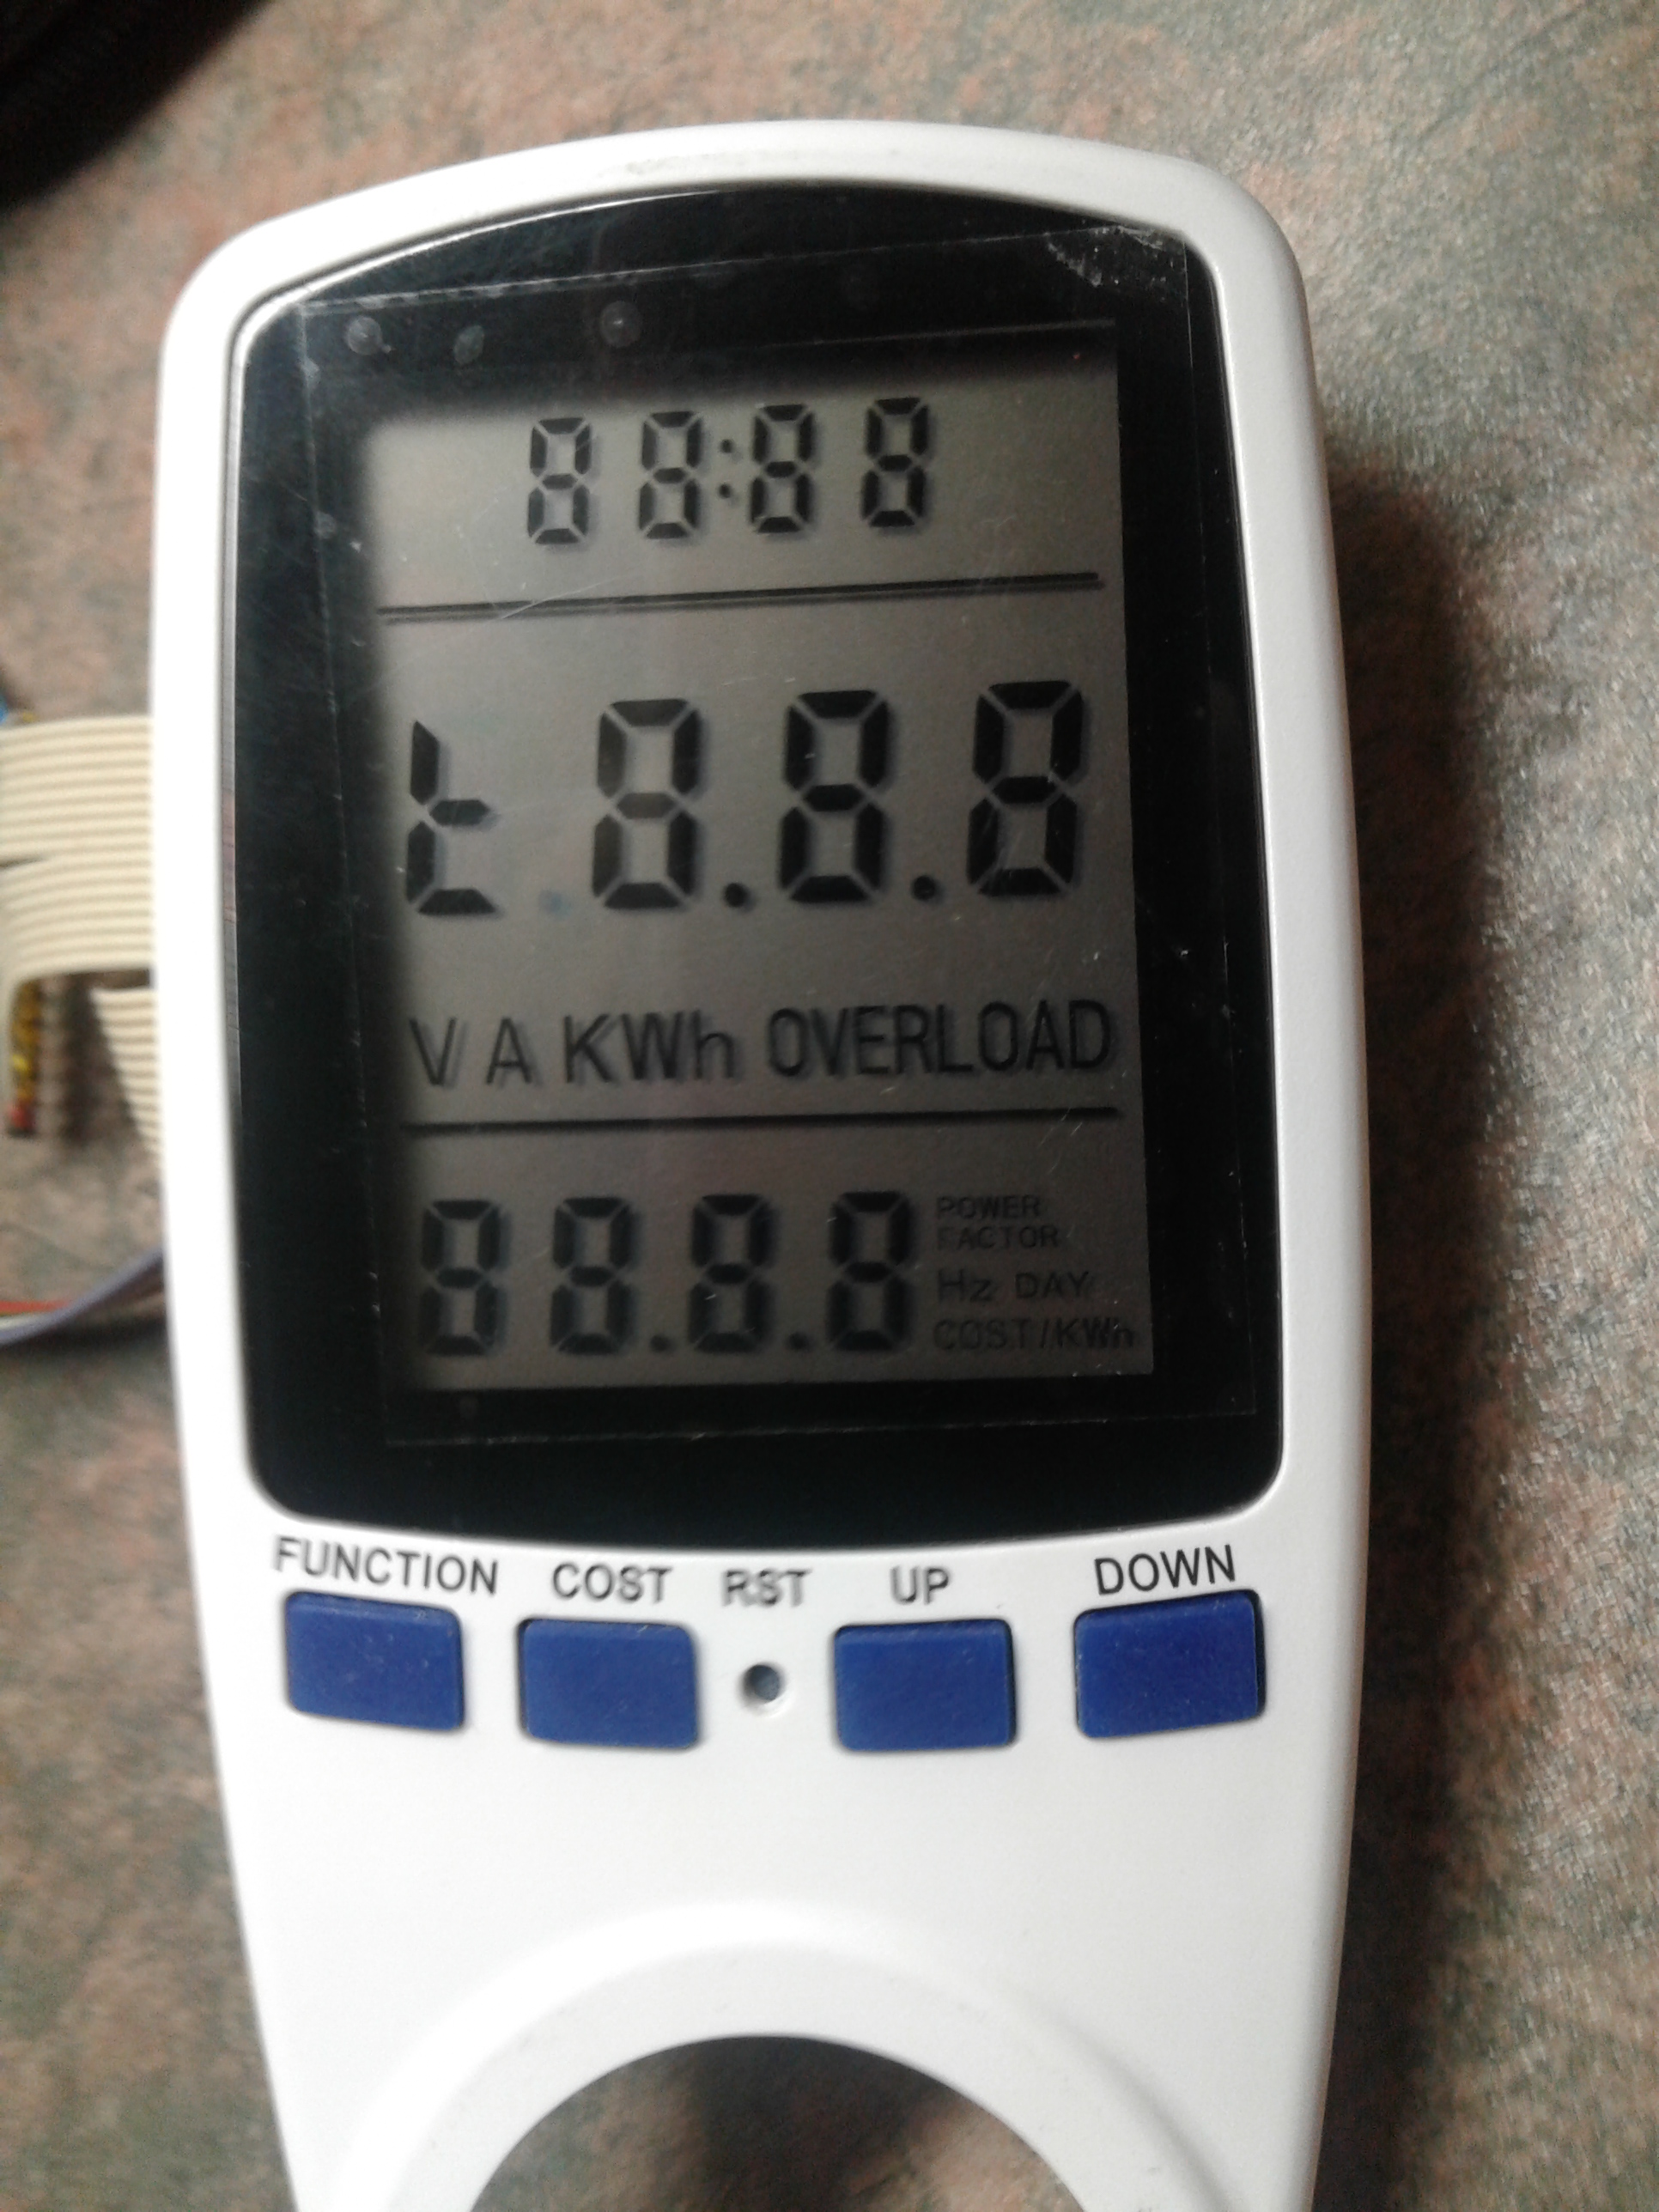 88:88
t8.8.8
V A KWh OVERLOAD
88.8.8
POWER
FACTOR
Hz DAY
COST/KWh
FUNCTION COST RST UP DOWN